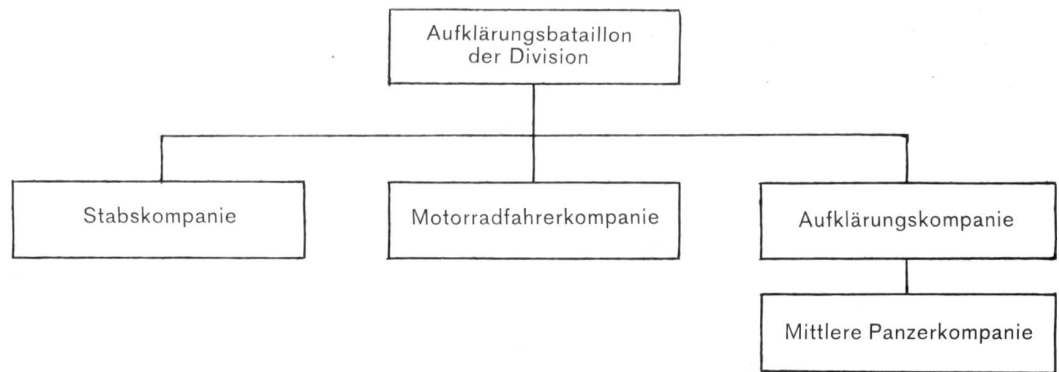 Aufklärungsbataillon
der Division
Stabskompanie
Motorradfahrerkompanie
Aufklärungskompanie
Mittlere Panzerkompanie